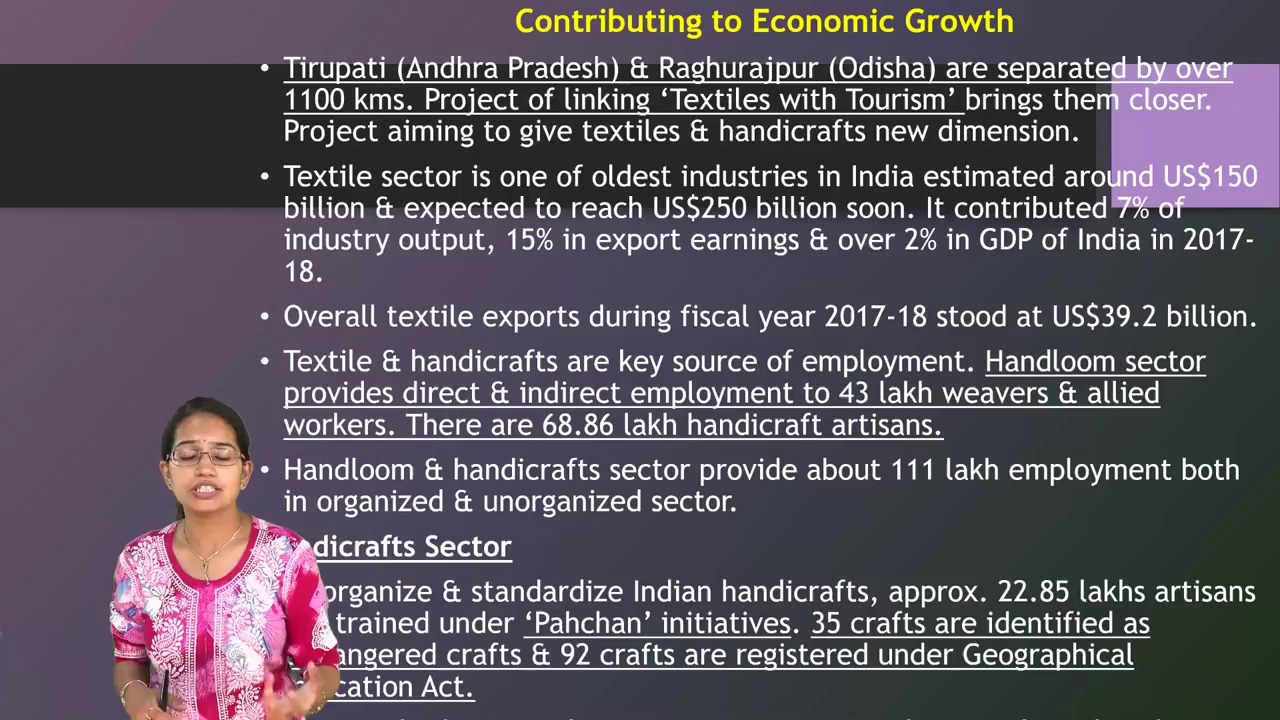 Contributing to Economic Growth
• Tirupati (Andhra Pradesh) & Raghurajpur (Odisha) are separated by over
1100 kms. Project of linking ‘Textiles with Tourism’ brings them closer.
Project aiming to give textiles & handicrafts new dimension.
• Textile sector is one of oldest industries in India estimated around US$150
billion & expected to reach US$250 billion soon. It contributed 7% of
industry output, 15% in export earnings & over 2% in GDP of India in 2017-
18.
• Overall textile exports during fiscal year 2017-18 stood at US$39.2 billion.
• Textile & handicrafts are key source of employment. Handloom sector
provides direct & indirect employment to 43 lakh weavers & allied
workers. There are 68.86 lakh handicraft artisans.
• Handloom & handicrafts sector provide about 111 lakh employment both
in organized & unorganized sector.
dicrafts Sector
organize & standardize Indian handicrafts, approx. 22.85 lakhs artisans
trained under ‘Pahchan’ initiatives. 35 crafts are identified as
angered crafts & 92 crafts are registered under Geographical
cation Act.